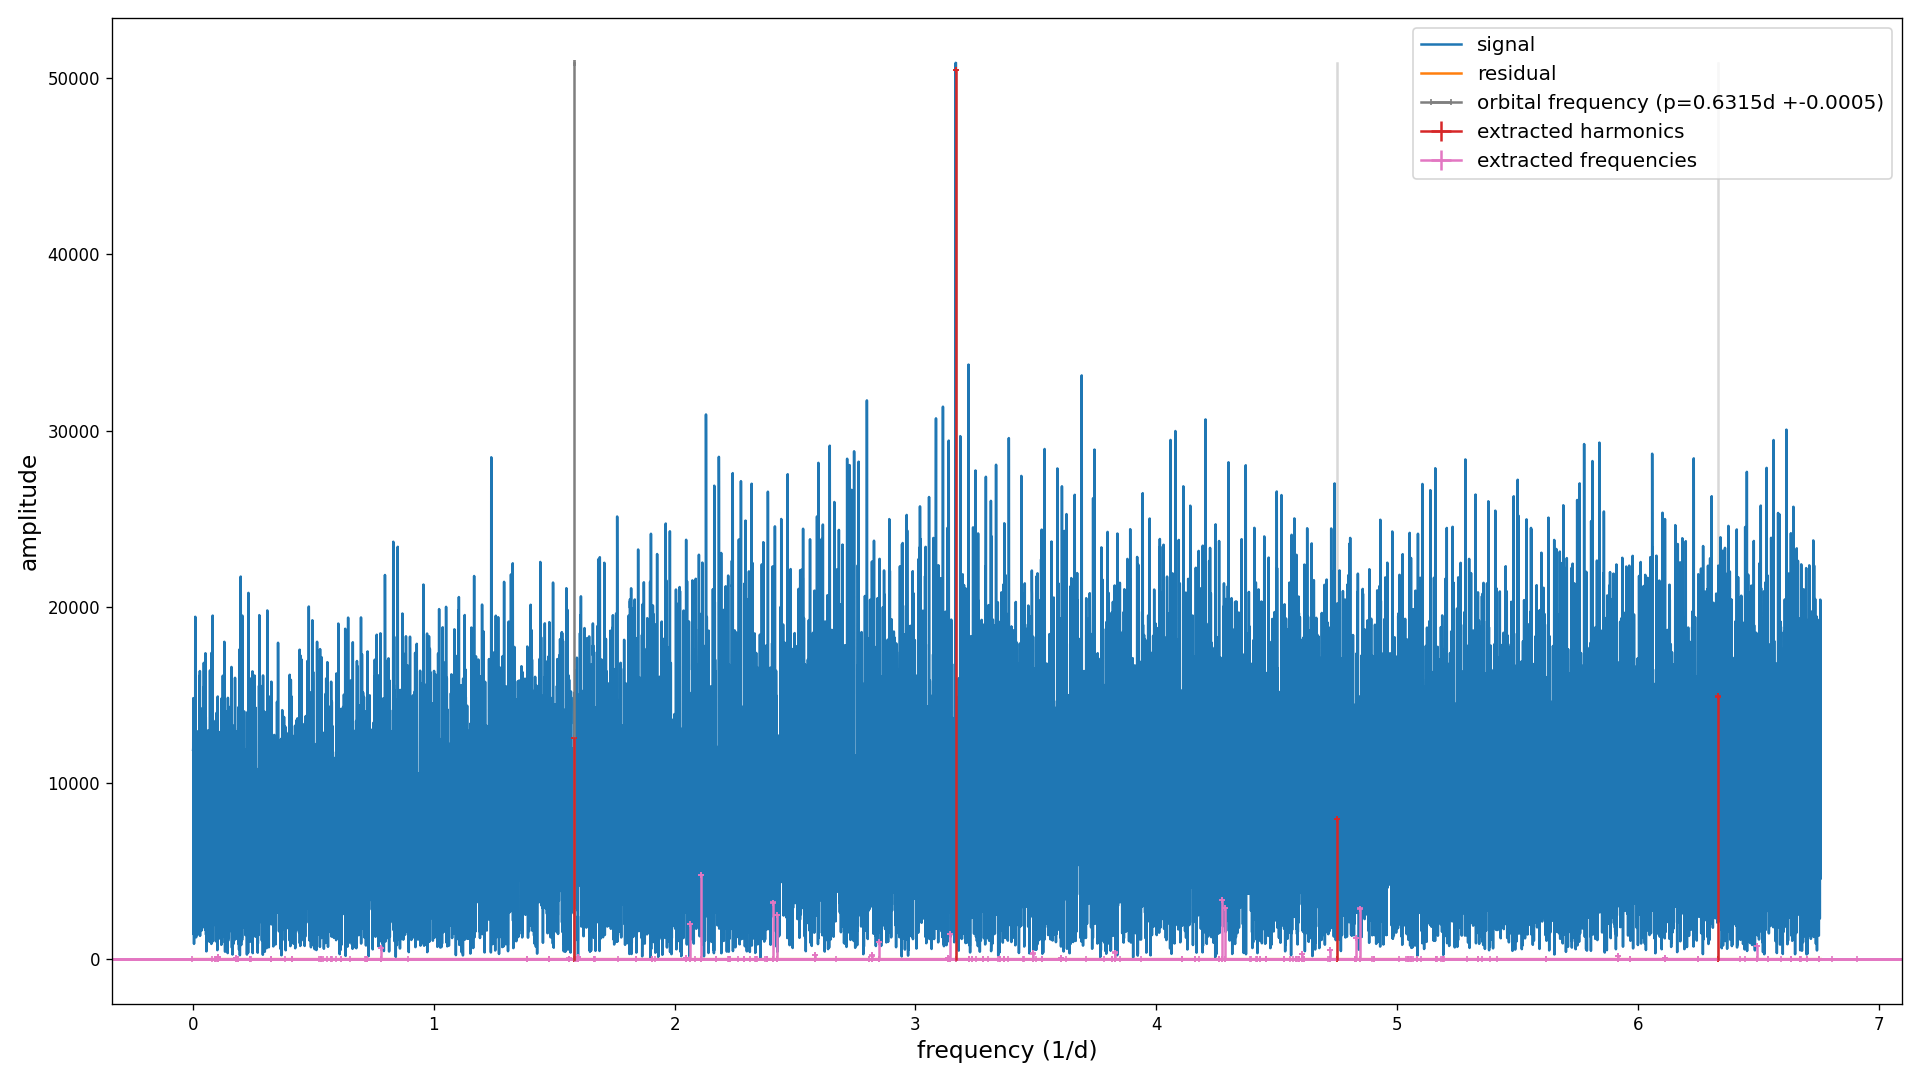 signal
residual
orbital frequency (p=0.6315d +-0.0005)
extracted harmonics
extracted frequencies
50000
40000
30000
20000
10000
0
amplitude
0 1 2 3 4 5 6 7
frequency (1/d)